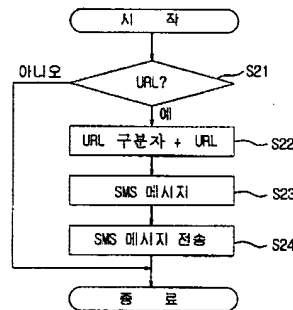 시 작
아니오
URL?
S21
예
URL 구분자 + URL
S22
SMS 메시지
S23
SMS 메시지 전송
S24
종 료